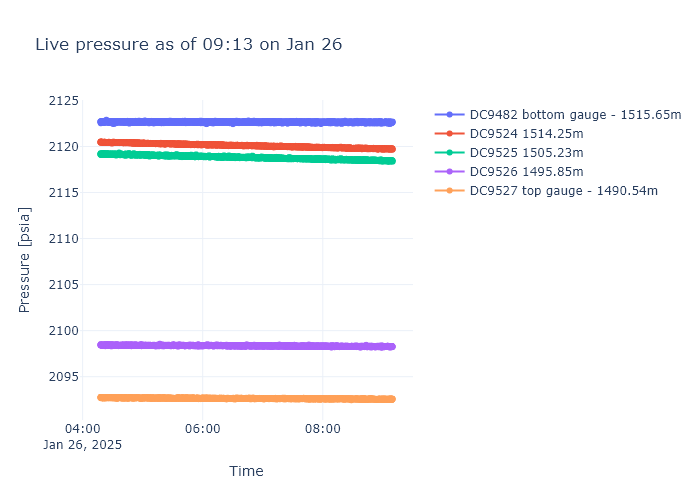 Live pressure as of 09:13 on Jan 26
2125
2120
2115
2110
2105
2100
2095
Pressure [psia]
04:00
Jan 26, 2025
06:00
08:00
Time
DC9482 bottom gauge - 1515.65m
DC9524 1514.25m
DC9525 1505.23m
DC9526 1495.85m
DC9527 top gauge - 1490.54m